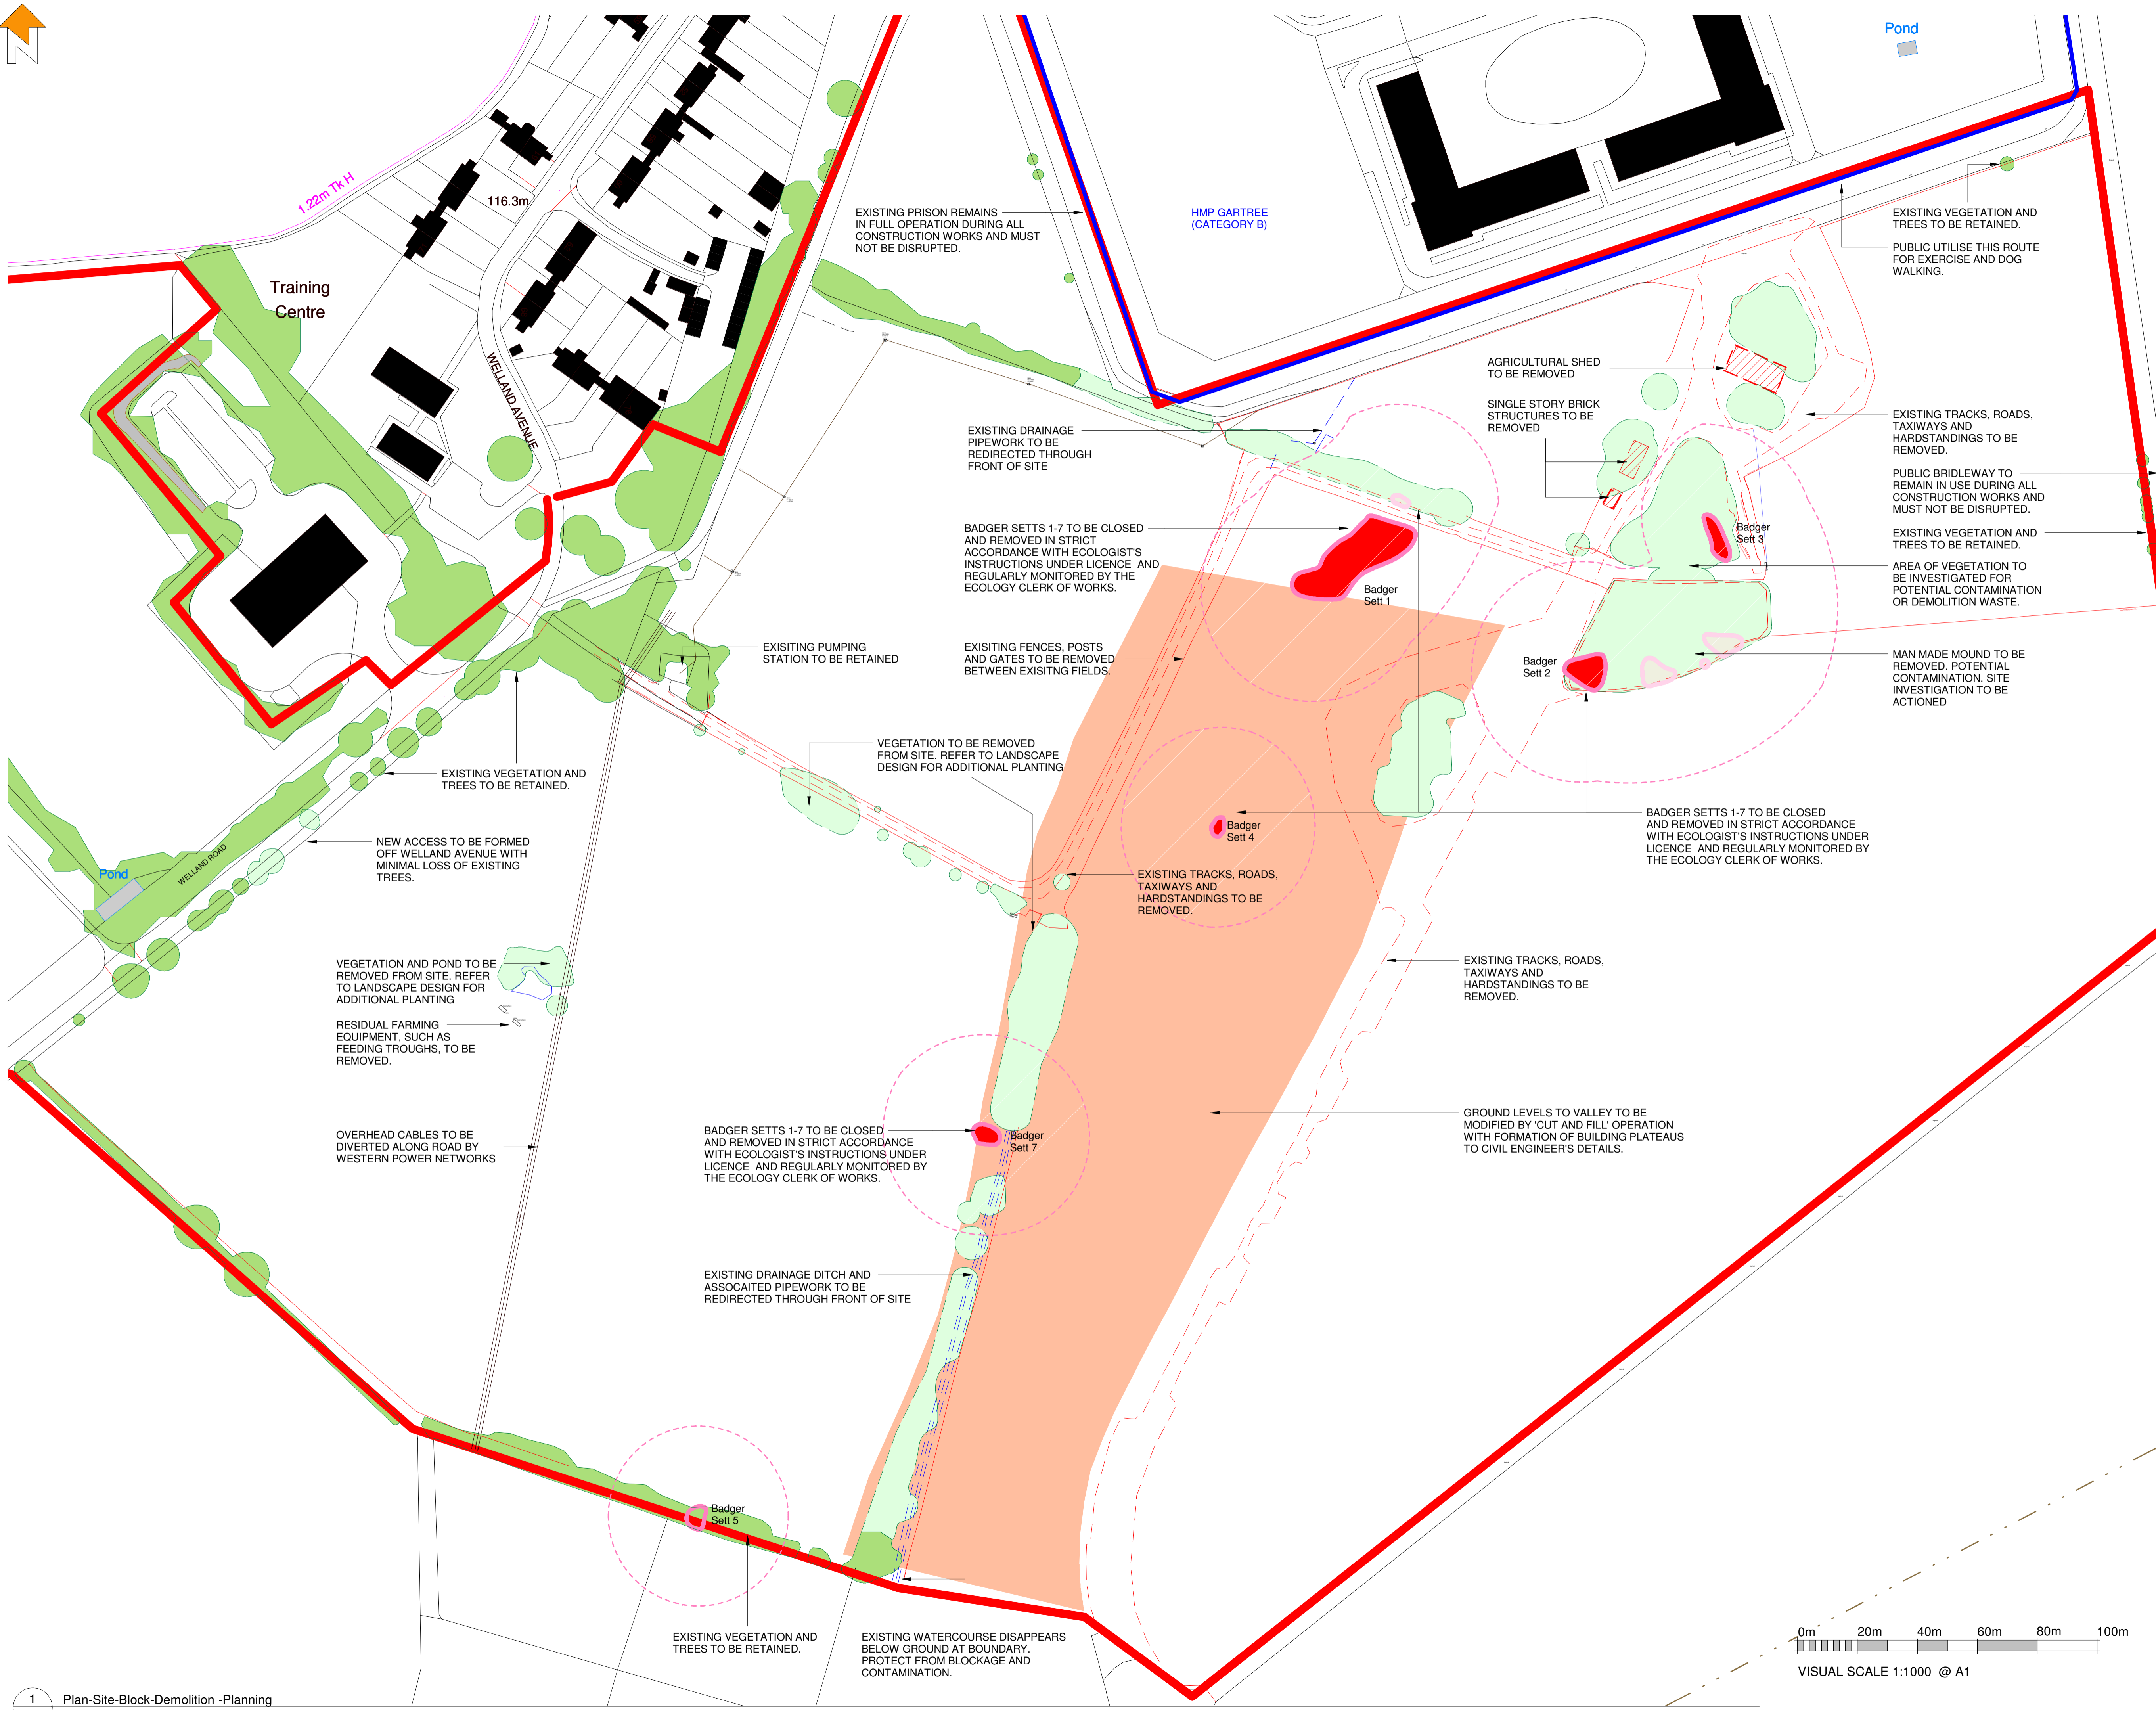 N
Pond
1.22m Tk H
116.3m
Training
Centre
WELLAND AVENUE
EXISTING PRISON REMAINS
IN FULL OPERATION DURING ALL
CONSTRUCTION WORKS AND MUST
NOT BE DISRUPTED.
HMP GARTREE
(CATEGORY B)
EXISTING VEGETATION AND
TREES TO BE RETAINED.
PUBLIC UTILISE THIS ROUTE
FOR EXERCISE AND DOG
WALKING.
AGRICULTURAL SHED
TO BE REMOVED
SINGLE STORY BRICK
STRUCTURES TO BE
REMOVED
EXISTING TRACKS, ROADS,
TAXIWAYS AND
HARDSTANDINGS TO BE
REMOVED.
EXISTING DRAINAGE
PIPEWORK TO BE
REDIRECTED THROUGH
FRONT OF SITE
PUBLIC BRIDLEWAY TO
REMAIN IN USE DURING ALL
CONSTRUCTION WORKS AND
MUST NOT BE DISRUPTED.
BADGER SETTS 1-7 TO BE CLOSED
AND REMOVED IN STRICT
ACCORDANCE WITH ECOLOGIST'S
INSTRUCTIONS UNDER LICENCE AND
REGULARLY MONITORED BY THE
ECOLOGY CLERK OF WORKS.
Badger
Sett 3
EXISTING VEGETATION AND
TREES TO BE RETAINED.
AREA OF VEGETATION TO
BE INVESTIGATED FOR
POTENTIAL CONTAMINATION
OR DEMOLITION WASTE.
Badger
Sett 1
EXISITING PUMPING
STATION TO BE RETAINED
EXISITING FENCES, POSTS
AND GATES TO BE REMOVED
BETWEEN EXISITNG FIELDS.
Badger
Sett 2
MAN MADE MOUND TO BE
REMOVED. POTENTIAL
CONTAMINATION. SITE
INVESTIGATION TO BE
ACTIONED
VEGETATION TO BE REMOVED
FROM SITE. REFER TO LANDSCAPE
DESIGN FOR ADDITIONAL PLANTING
EXISTING VEGETATION AND
TREES TO BE RETAINED.
Badger
Sett 4
BADGER SETTS 1-7 TO BE CLOSED
AND REMOVED IN STRICT ACCORDANCE
WITH ECOLOGIST'S INSTRUCTIONS UNDER
LICENCE AND REGULARLY MONITORED BY
THE ECOLOGY CLERK OF WORKS.
NEW ACCESS TO BE FORMED
OFF WELLAND AVENUE WITH
MINIMAL LOSS OF EXISTING
TREES.
WELLAND ROAD
Pond
EXISTING TRACKS, ROADS,
TAXIWAYS AND
HARDSTANDINGS TO BE
REMOVED.
VEGETATION AND POND TO BE
REMOVED FROM SITE. REFER
TO LANDSCAPE DESIGN FOR
ADDITIONAL PLANTING
EXISTING TRACKS, ROADS,
TAXIWAYS AND
HARDSTANDINGS TO BE
REMOVED.
RESIDUAL FARMING
EQUIPMENT, SUCH AS
FEEDING TROUGHS, TO BE
REMOVED.
OVERHEAD CABLES TO BE
DIVERTED ALONG ROAD BY
WESTERN POWER NETWORKS
BADGER SETTS 1-7 TO BE CLOSED
AND REMOVED IN STRICT ACCORDANCE
WITH ECOLOGIST'S INSTRUCTIONS UNDER
LICENCE AND REGULARLY MONITORED BY
THE ECOLOGY CLERK OF WORKS.
Badger
Sett 7
GROUND LEVELS TO VALLEY TO BE
MODIFIED BY 'CUT AND FILL' OPERATION
WITH FORMATION OF BUILDING PLATEAUS
TO CIVIL ENGINEER'S DETAILS.
EXISTING DRAINAGE DITCH AND
ASSOCAITED PIPEWORK TO BE
REDIRECTED THROUGH FRONT OF SITE
Badger
Sett 5
EXISTING VEGETATION AND
TREES TO BE RETAINED.
EXISTING WATERCOURSE DISAPPEARS
BELOW GROUND AT BOUNDARY.
PROTECT FROM BLOCKAGE AND
CONTAMINATION.
0m 20m 40m 60m 80m 100m
VISUAL SCALE 1:1000 @ A1
1 Plan-Site-Block-Demolition -Planning